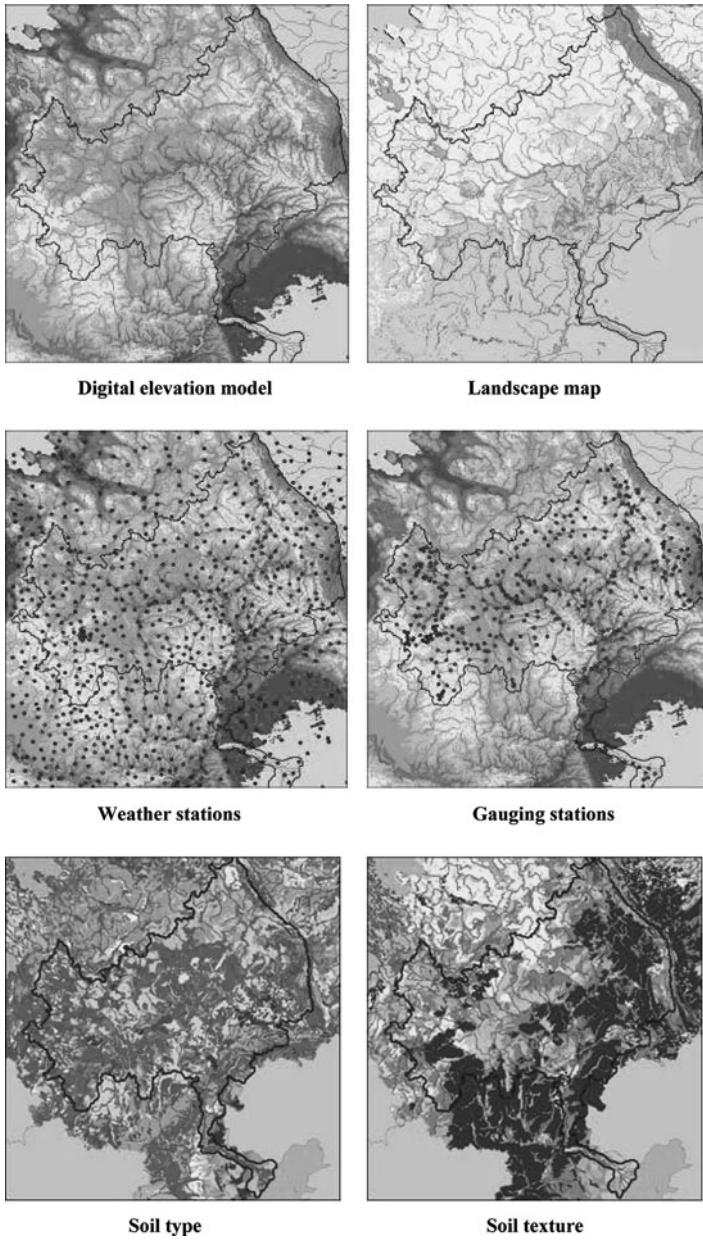 Digital elevation model
Landscape map
Weather stations
Gauging stations
Soil type
Soil texture